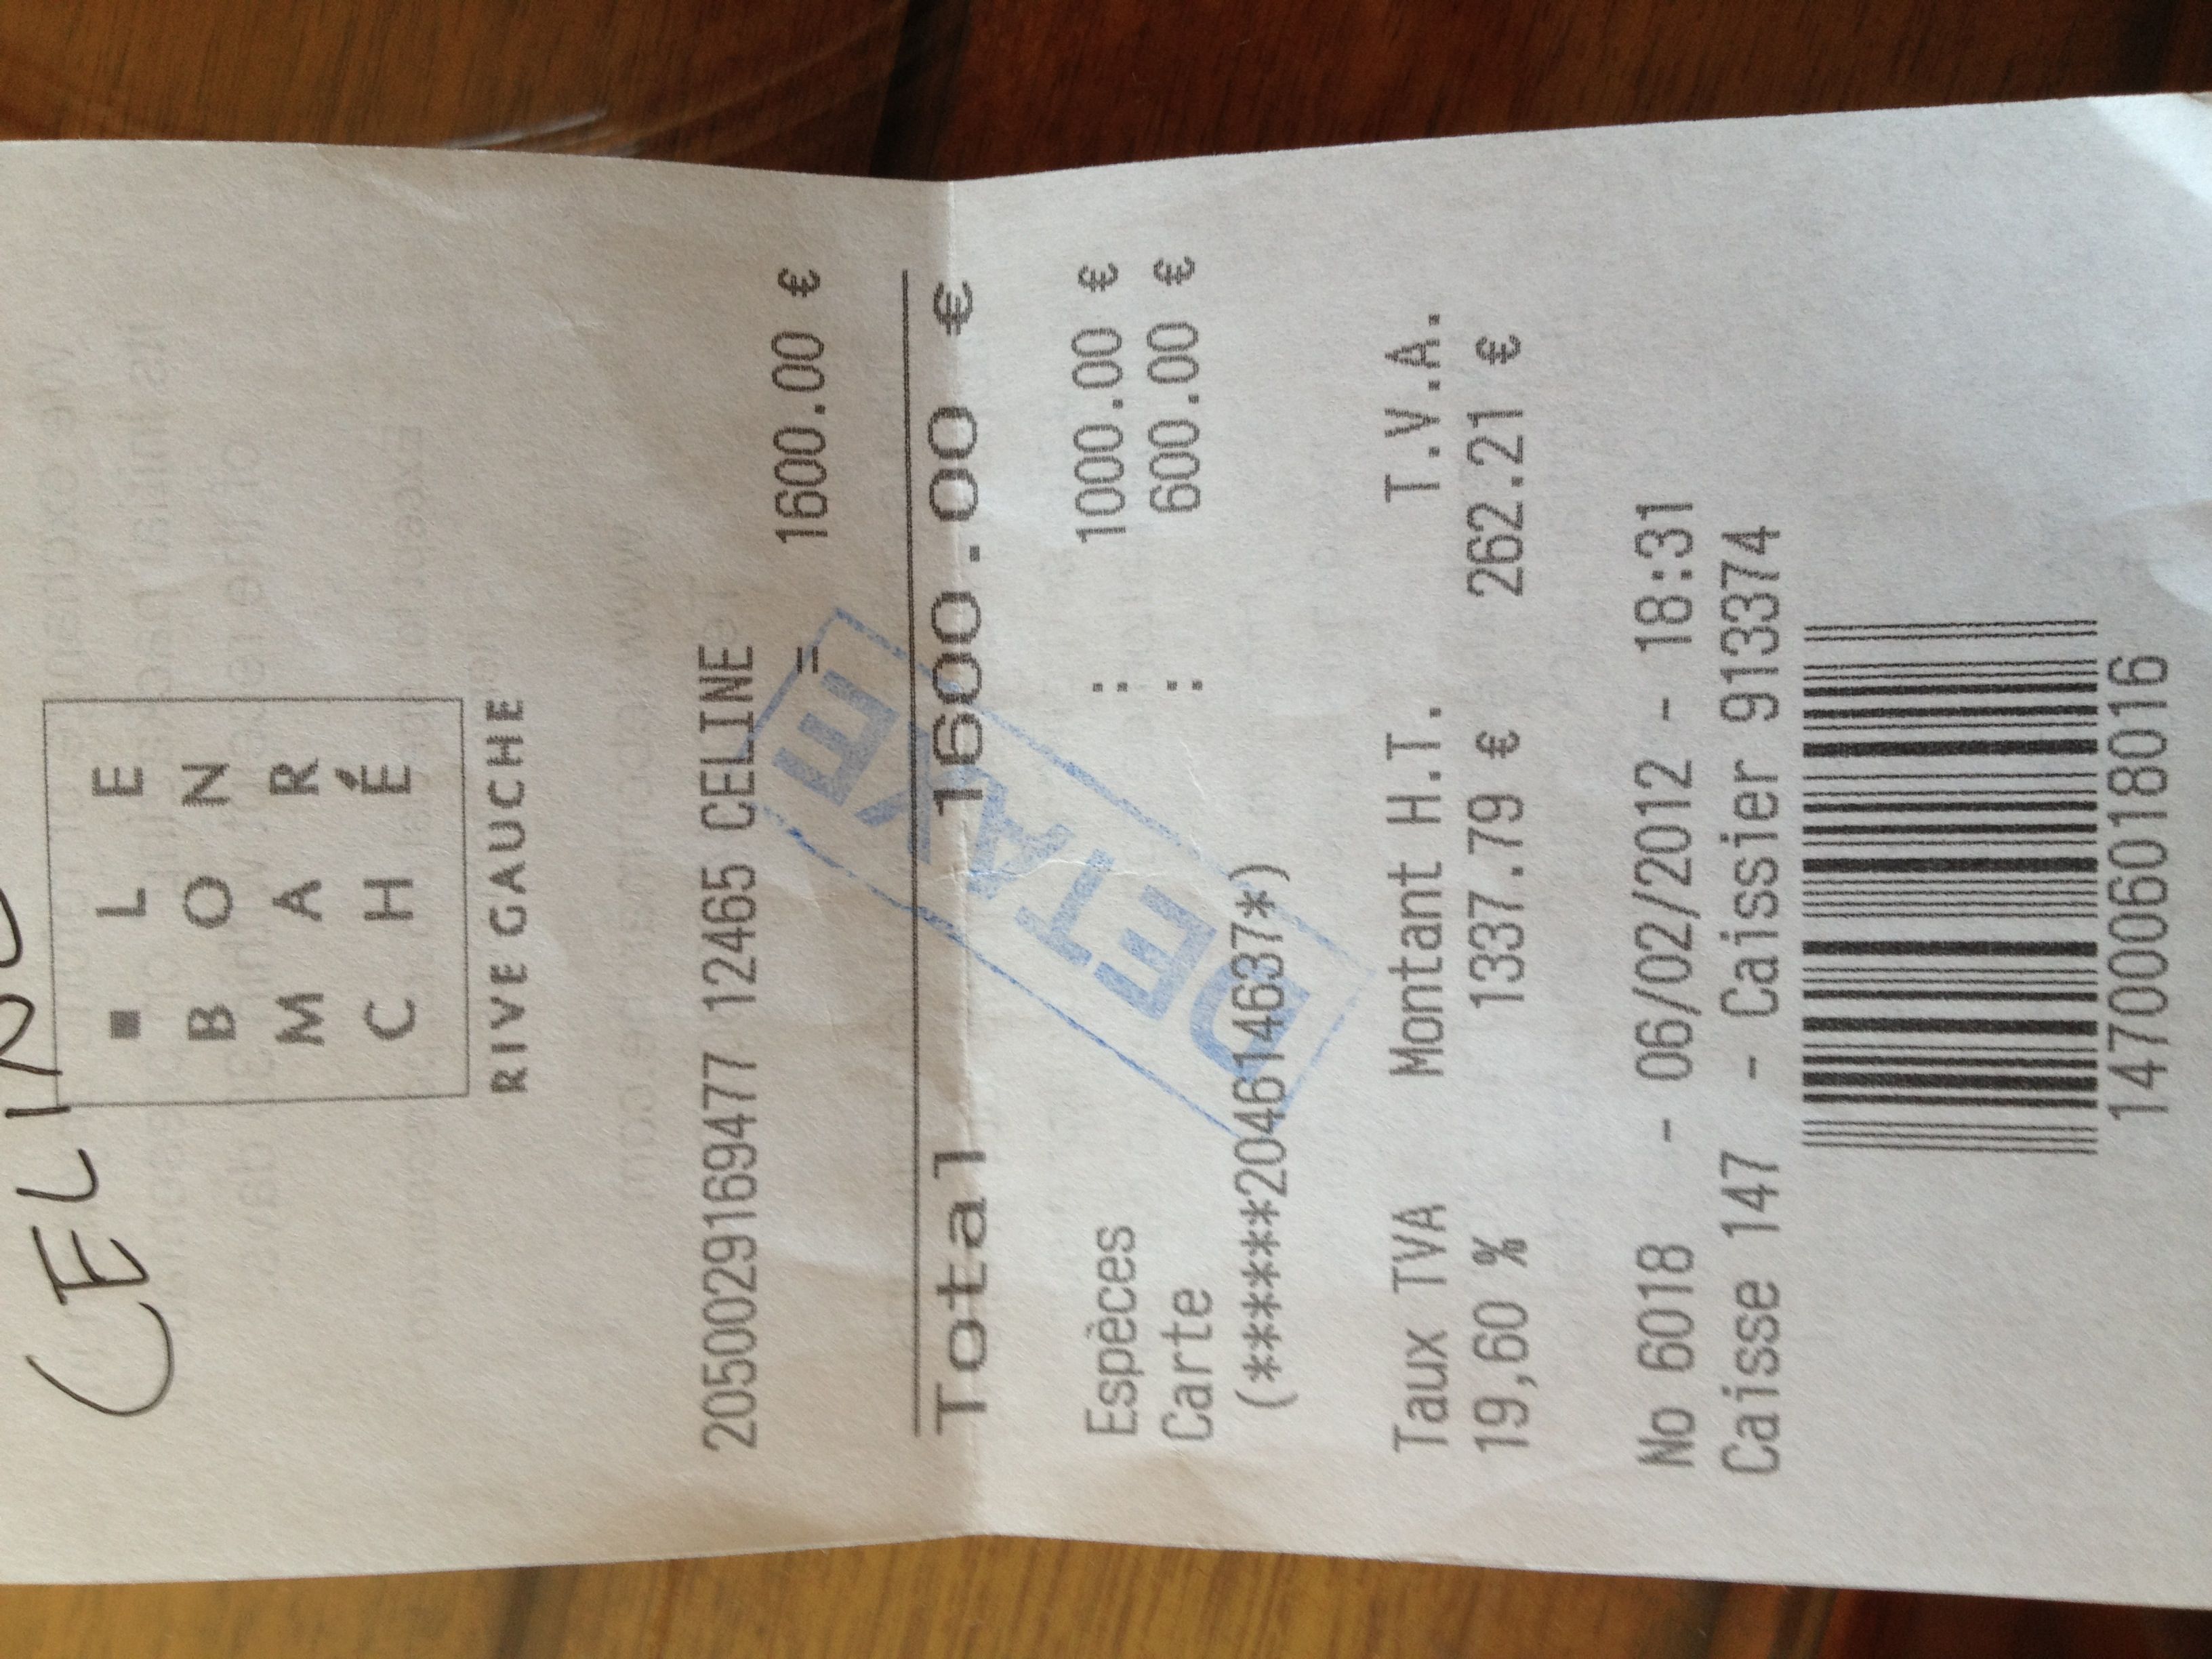 CELINE
■ L E
B O N
M A R
C H É
RIVE GAUCHE
2050029169477 12465 CELINE
= 1600.00 €
Total 1600.00 €
Espèces : 1000.00 €
Carte : 600.00 €
(******2046614637*)
DETAXE
Taux TVA Montant H.T. T.V.A.
19,60 % 1337.79 € 262.21 €
No 6018 - 06/02/2012 - 18:31
Caisse 147 - Caissier 913374
1470006018016